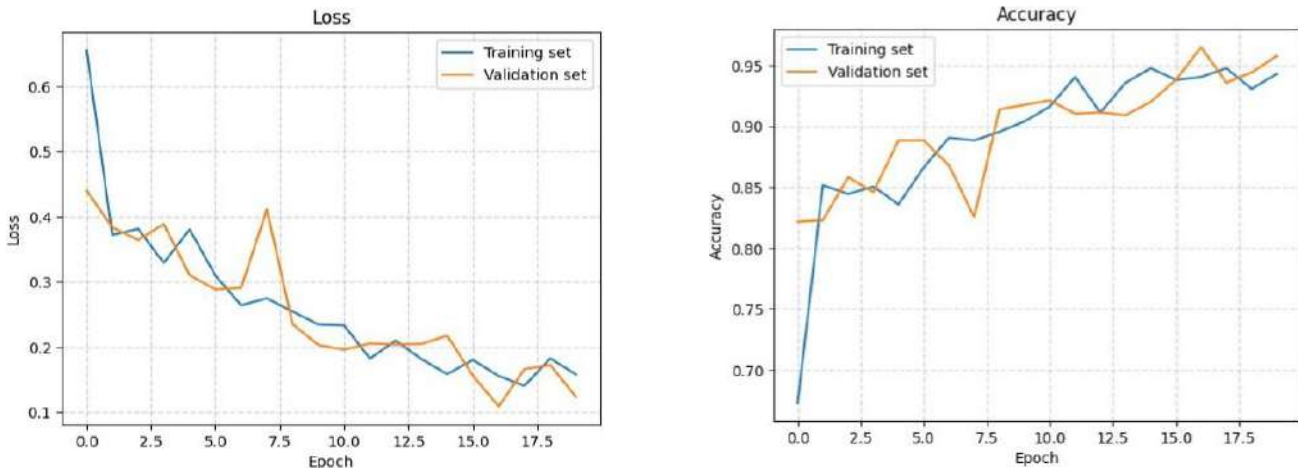 Loss
Training set
Validation set
0.6
0.5
0.4
0.3
0.2
0.1
Loss
0.0 2.5 5.0 7.5 10.0 12.5 15.0 17.5
Epoch
Accuracy
Training set
Validation set
0.95
0.90
0.85
0.80
0.75
0.70
Accuracy
0.0 2.5 5.0 7.5 10.0 12.5 15.0 17.5
Epoch